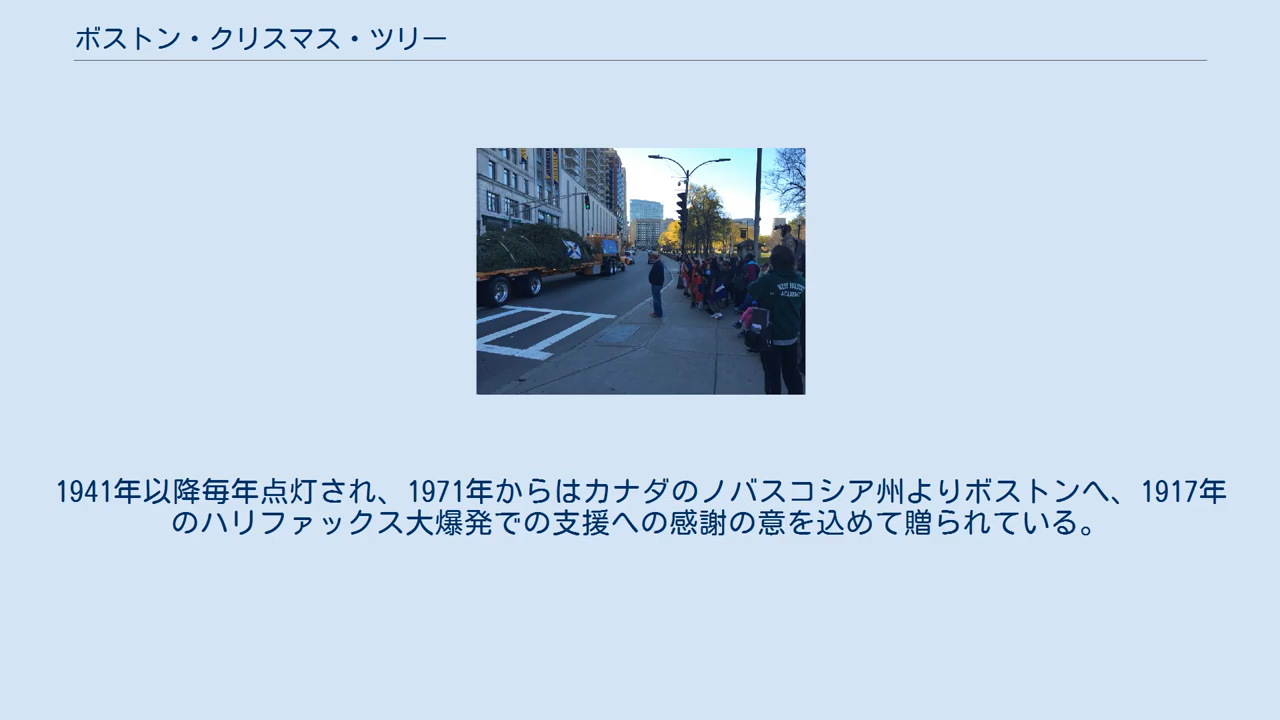 ボストン・クリスマス・ツリー
WEST
ACADEMY
1941年以降毎年点灯され、1971年からはカナダのノバスコシア州よりボストンへ、1917年
のハリファックス大爆発での支援への感謝の意を込めて贈られている。